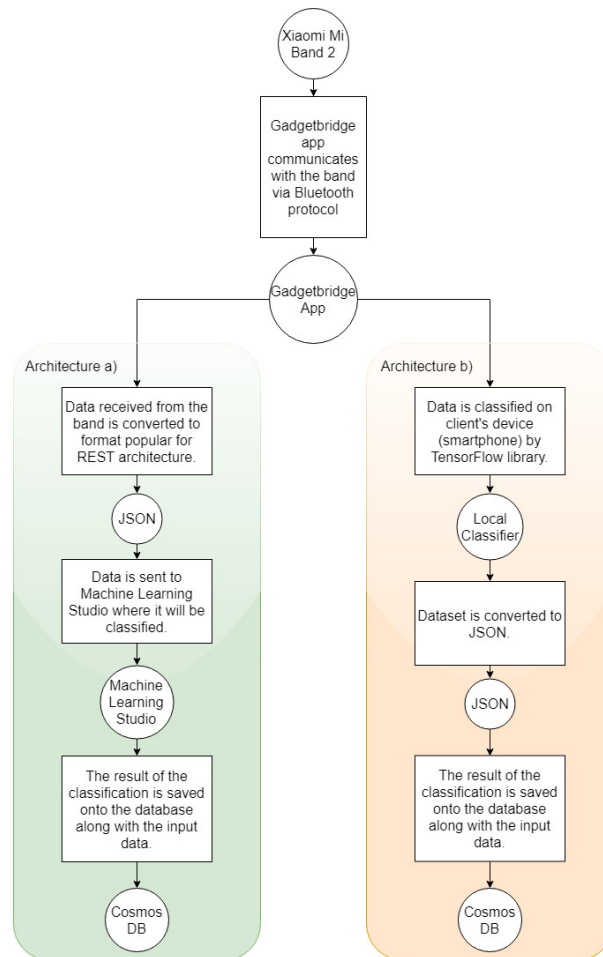 Xiaomi Mi
Band 2
Gadgetbridge
app
communicates
with the band
via Bluetooth
protocol
Gadgetbridge
App
Architecture a)
Data received from the
band is converted to
format popular for
REST architecture.
JSON
Data is sent to
Machine Learning
Studio where it will be
classified.
Machine
Learning
Studio
The result of the
classification is saved
onto the database
along with the input
data.
Cosmos
DB
Architecture b)
Data is classified on
client's device
(smartphone) by
TensorFlow library.
Local
Classifier
Dataset is converted to
JSON.
JSON
The result of the
classification is saved
onto the database
along with the input
data.
Cosmos
DB